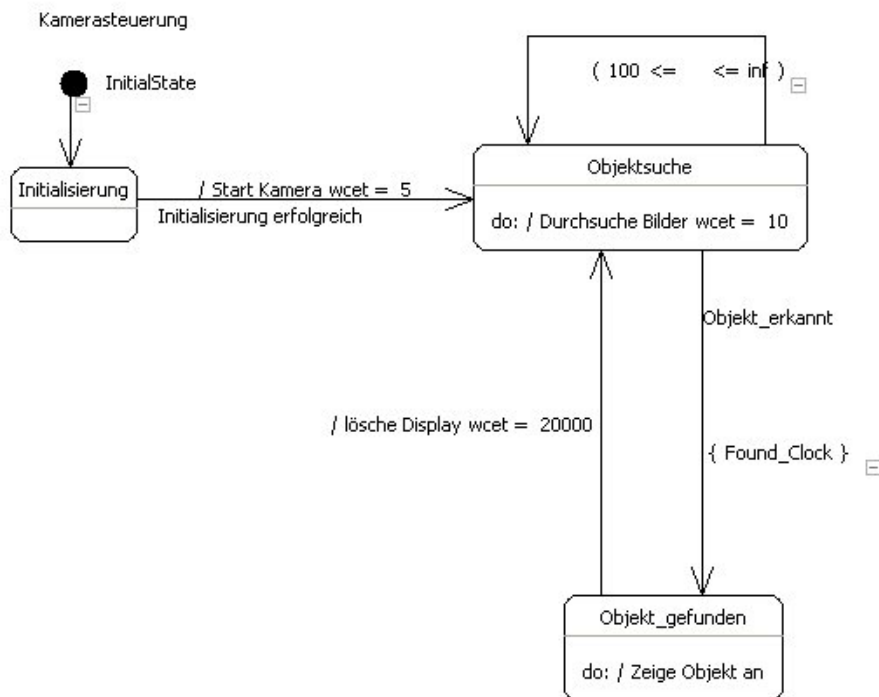 Kamerasteuerung
InitialState
( 100 <= <= inf )
Initialisierung
/ Start Kamera wcet = 5
Initialisierung erfolgreich
Objektsuche
do: / Durchsuche Bilder wcet = 10
Objekt_erkannt
/ lösche Display wcet = 20000
{ Found_Clock }
Objekt_gefunden
do: / Zeige Objekt an